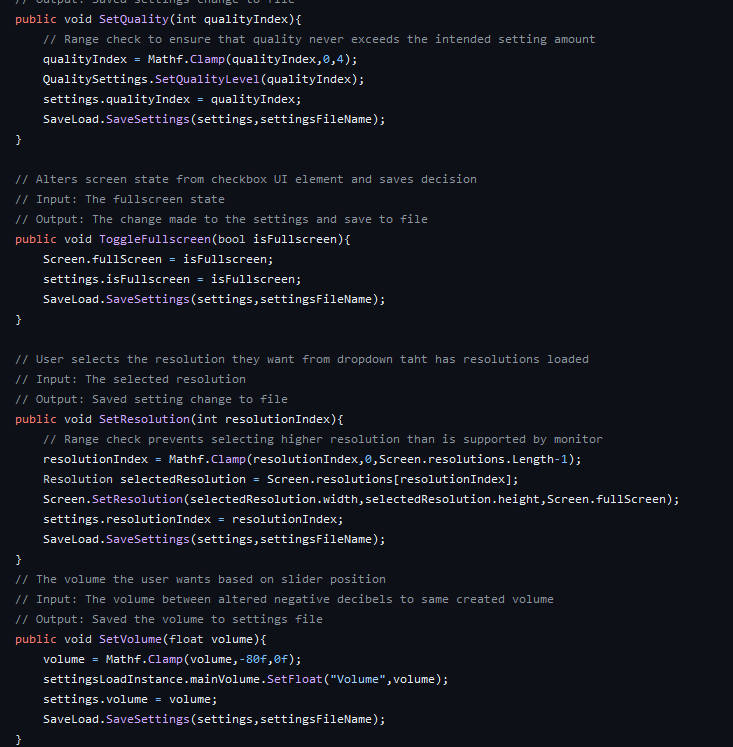 // Output: Saved settings change to file
public void SetQuality(int qualityIndex){
// Range check to ensure that quality never exceeds the intended setting amount
qualityIndex = Mathf.Clamp(qualityIndex,0,4);
QualitySettings.SetQualityLevel(qualityIndex);
settings.qualityIndex = qualityIndex;
SaveLoad.SaveSettings(settings,settingsFileName);
}
// Alters screen state from checkbox UI element and saves decision
// Input: The fullscreen state
// Output: The change made to the settings and save to file
public void ToggleFullscreen(bool isFullscreen){
Screen.fullScreen = isFullscreen;
settings.isFullscreen = isFullscreen;
SaveLoad.SaveSettings(settings,settingsFileName);
}
// User selects the resolution they want from dropdown taht has resolutions loaded
// Input: The selected resolution
// Output: Saved setting change to file
public void SetResolution(int resolutionIndex){
// Range check prevents selecting higher resolution than is supported by monitor
resolutionIndex = Mathf.Clamp(resolutionIndex,0,Screen.resolutions.Length-1);
Resolution selectedResolution = Screen.resolutions[resolutionIndex];
Screen.SetResolution(selectedResolution.width,selectedResolution.height,Screen.fullScreen);
settings.resolutionIndex = resolutionIndex;
SaveLoad.SaveSettings(settings,settingsFileName);
}
// The volume the user wants based on slider position
// Input: The volume between altered negative decibels to same created volume
// Output: Saved the volume to settings file
public void SetVolume(float volume){
volume = Mathf.Clamp(volume,-80f,0f);
settingsLoadInstance.mainVolume.SetFloat("Volume",volume);
settings.volume = volume;
SaveLoad.SaveSettings(settings,settingsFileName);
}